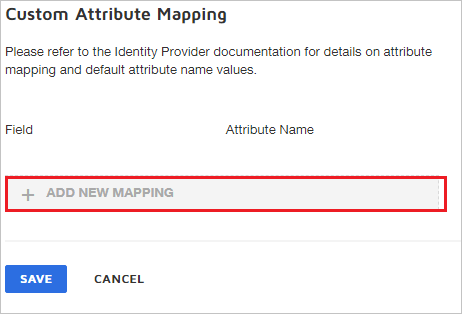 Custom Attribute Mapping
Please refer to the Identity Provider documentation for details on attribute
mapping and default attribute name values.
Field Attribute Name
+ ADD NEW MAPPING
SAVE CANCEL